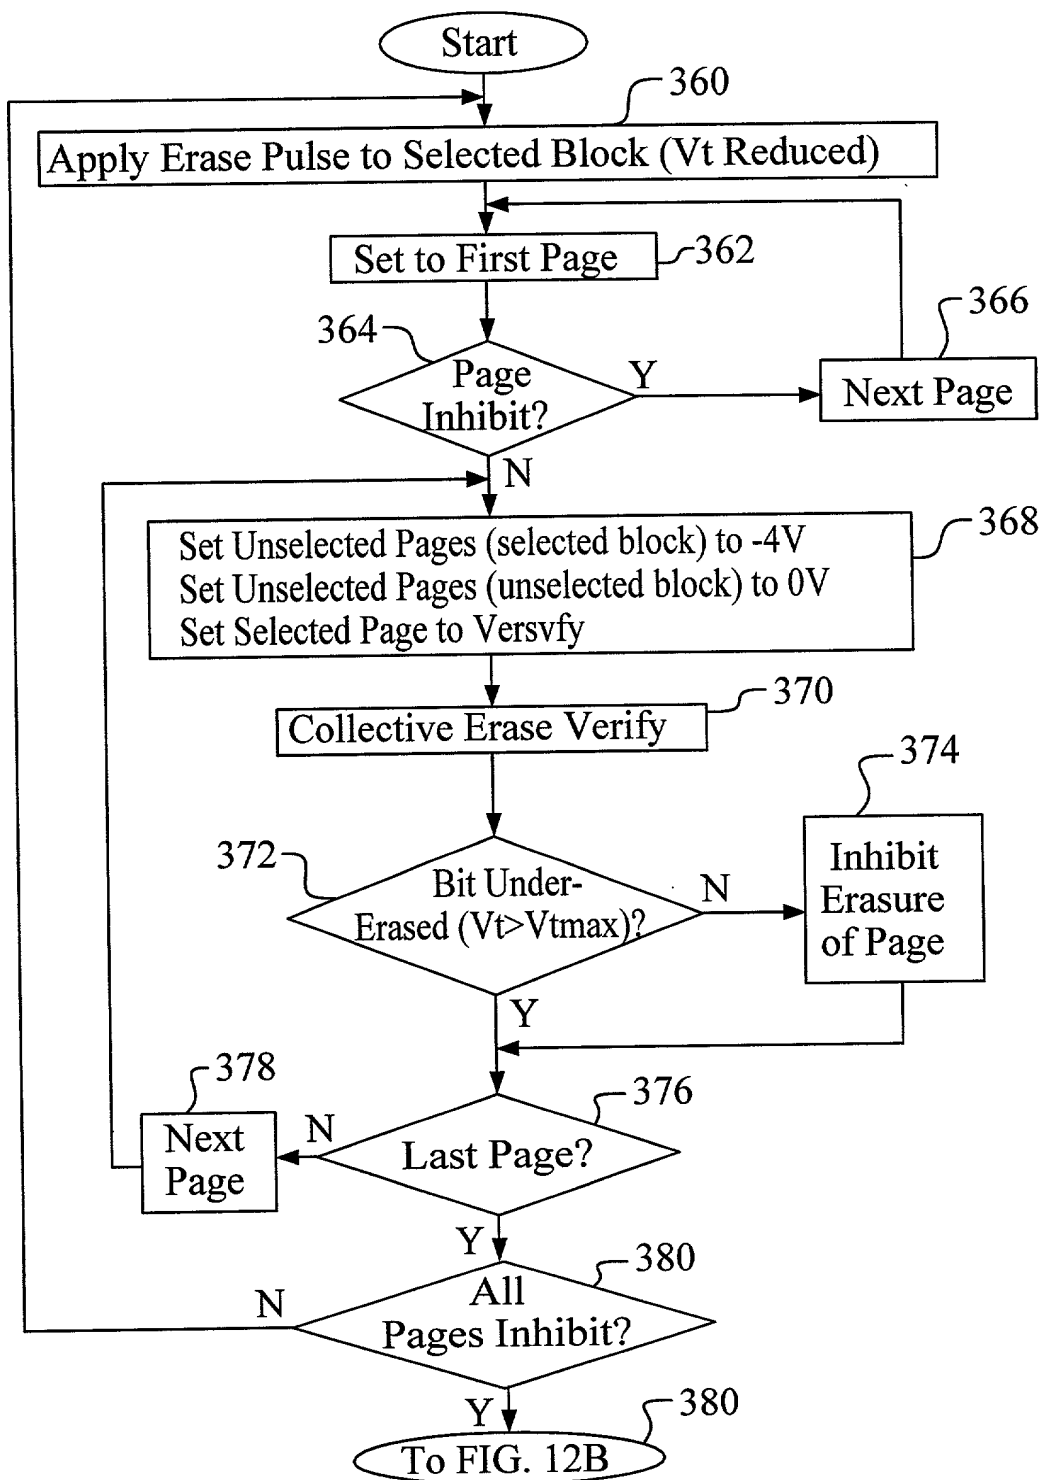 Start
360
Apply Erase Pulse to Selected Block (Vt Reduced)
Set to First Page
362
364
Page
Inhibit?
Y
366
Next Page
N
368
Set Unselected Pages (selected block) to -4V
Set Unselected Pages (unselected block) to 0V
Set Selected Page to Versvfy
370
Collective Erase Verify
374
372
Bit Under-
Erased (Vt>Vtmax)?
N
Inhibit
Erasure
of Page
Y
378
376
Next
Page
N
Last Page?
Y
380
N
All
Pages Inhibit?
Y
380
To FIG. 12B